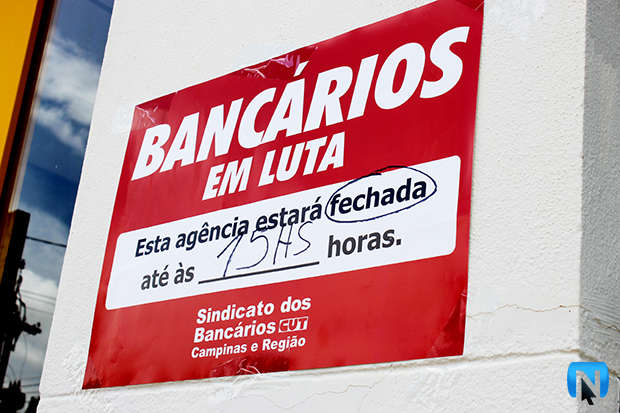 BANCÁRIOS
EM LUTA
Esta agência estará fechada
até às 15HS horas.
Sindicato dos
Bancários CUT
Campinas e Região
N